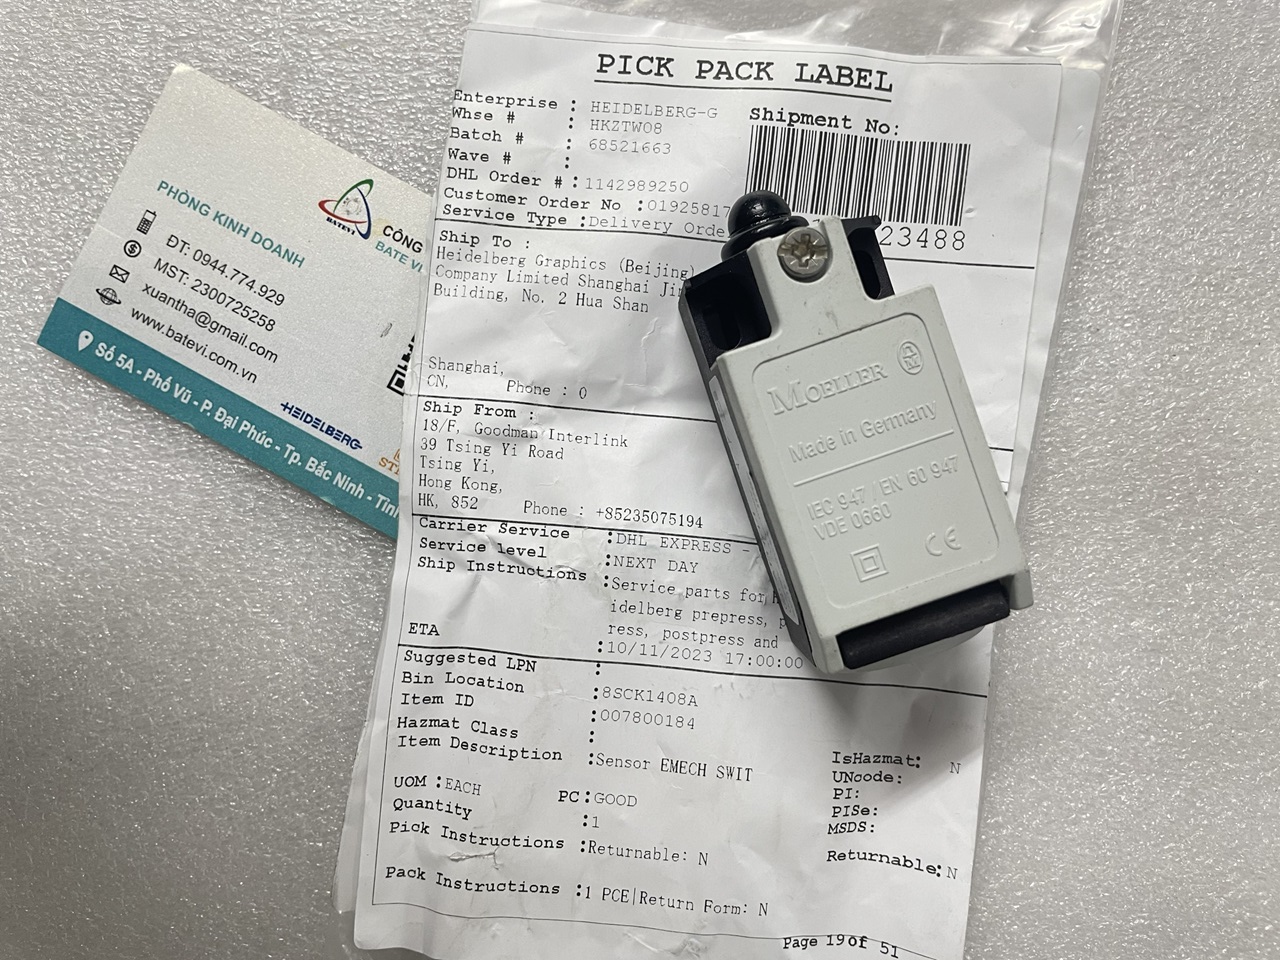 PICK PACK LABEL
Enterprise : HEIDELBERG-G
Whse # : HKZTW08
Batch # : 68521663
Wave # :
DHL Order # : 1142989250
Customer Order No : 01925817
Service Type : Delivery Orde
Shipment No:
23488
Ship To :
Heidelberg Graphics (Beijing)
Company Limited Shanghai
Building, No. 2 Hua Shan
Shanghai,
CN, Phone : 0
Ship From :
18/F, Goodman Interlink
39 Tsing Yi Road
Tsing Yi,
Hong Kong,
HK, 852 Phone : +85235075194
Carrier Service : DHL EXPRESS -
Service level : NEXT DAY
Ship Instructions : Service parts for
idelberg prepress, p
ress, postpress and
ETA : 10/11/2023 17:00:00
Suggested LPN :
Bin Location : 8SCK1408A
Item ID : 007800184
Hazmat Class :
Item Description : Sensor EMECH SWIT
UOM : EACH PC: GOOD
Quantity : 1
Pick Instructions : Returnable: N
Pack Instructions : 1 PCE|Return Form: N
IsHazmat: N
UNcode:
PI:
PISe:
MSDS:
Returnable: N
Page 19 of 51
MOELLER
Made in Germany
IEC 947 / EN 60 947
VDE 0660
CE
PHÒNG KINH DOANH
ĐT: 0944.774.929
MST: 2300725258
xuantha@gmail.com
www.batevi.com.vn
BATEVI
CÔNG
BATE VI
HEIDELBERG
Số 5A - Phố Vũ - P. Đại Phúc - Tp. Bắc Ninh - Tỉn